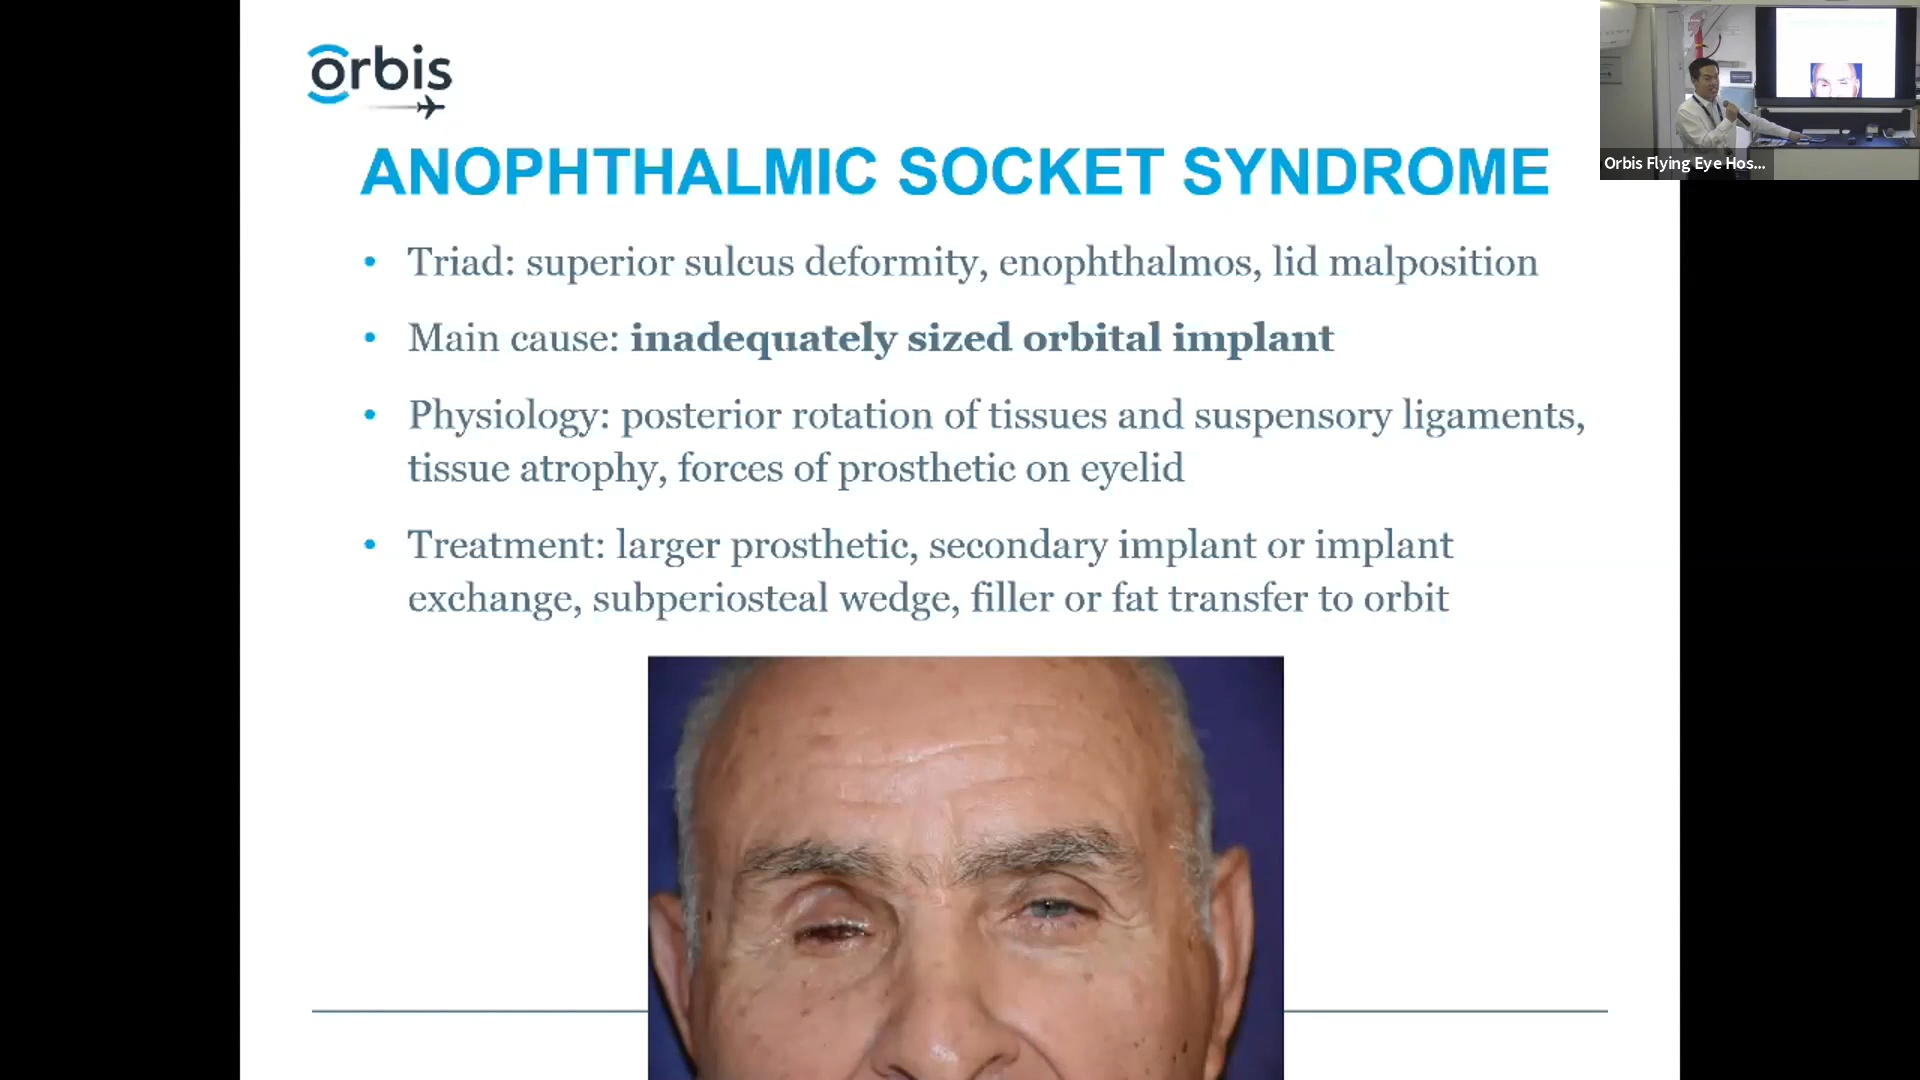 orbis
ANOPHTHALMIC SOCKET SYNDROME
• Triad: superior sulcus deformity, enophthalmos, lid malposition
• Main cause: inadequately sized orbital implant
• Physiology: posterior rotation of tissues and suspensory ligaments,
tissue atrophy, forces of prosthetic on eyelid
• Treatment: larger prosthetic, secondary implant or implant
exchange, subperiosteal wedge, filler or fat transfer to orbit
Orbis Flying Eye Hos...